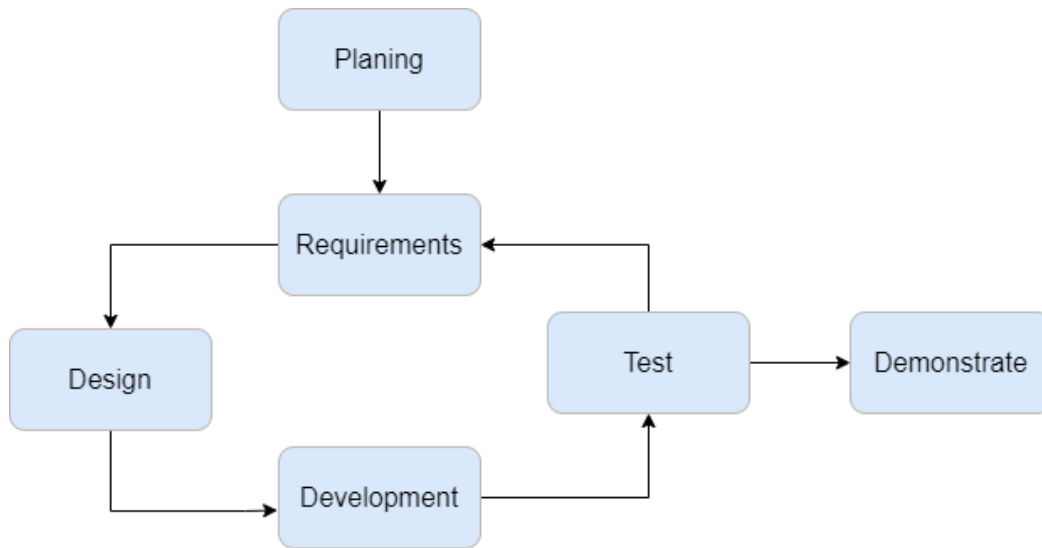 Planing
Requirements
Design
Test
Demonstrate
Development